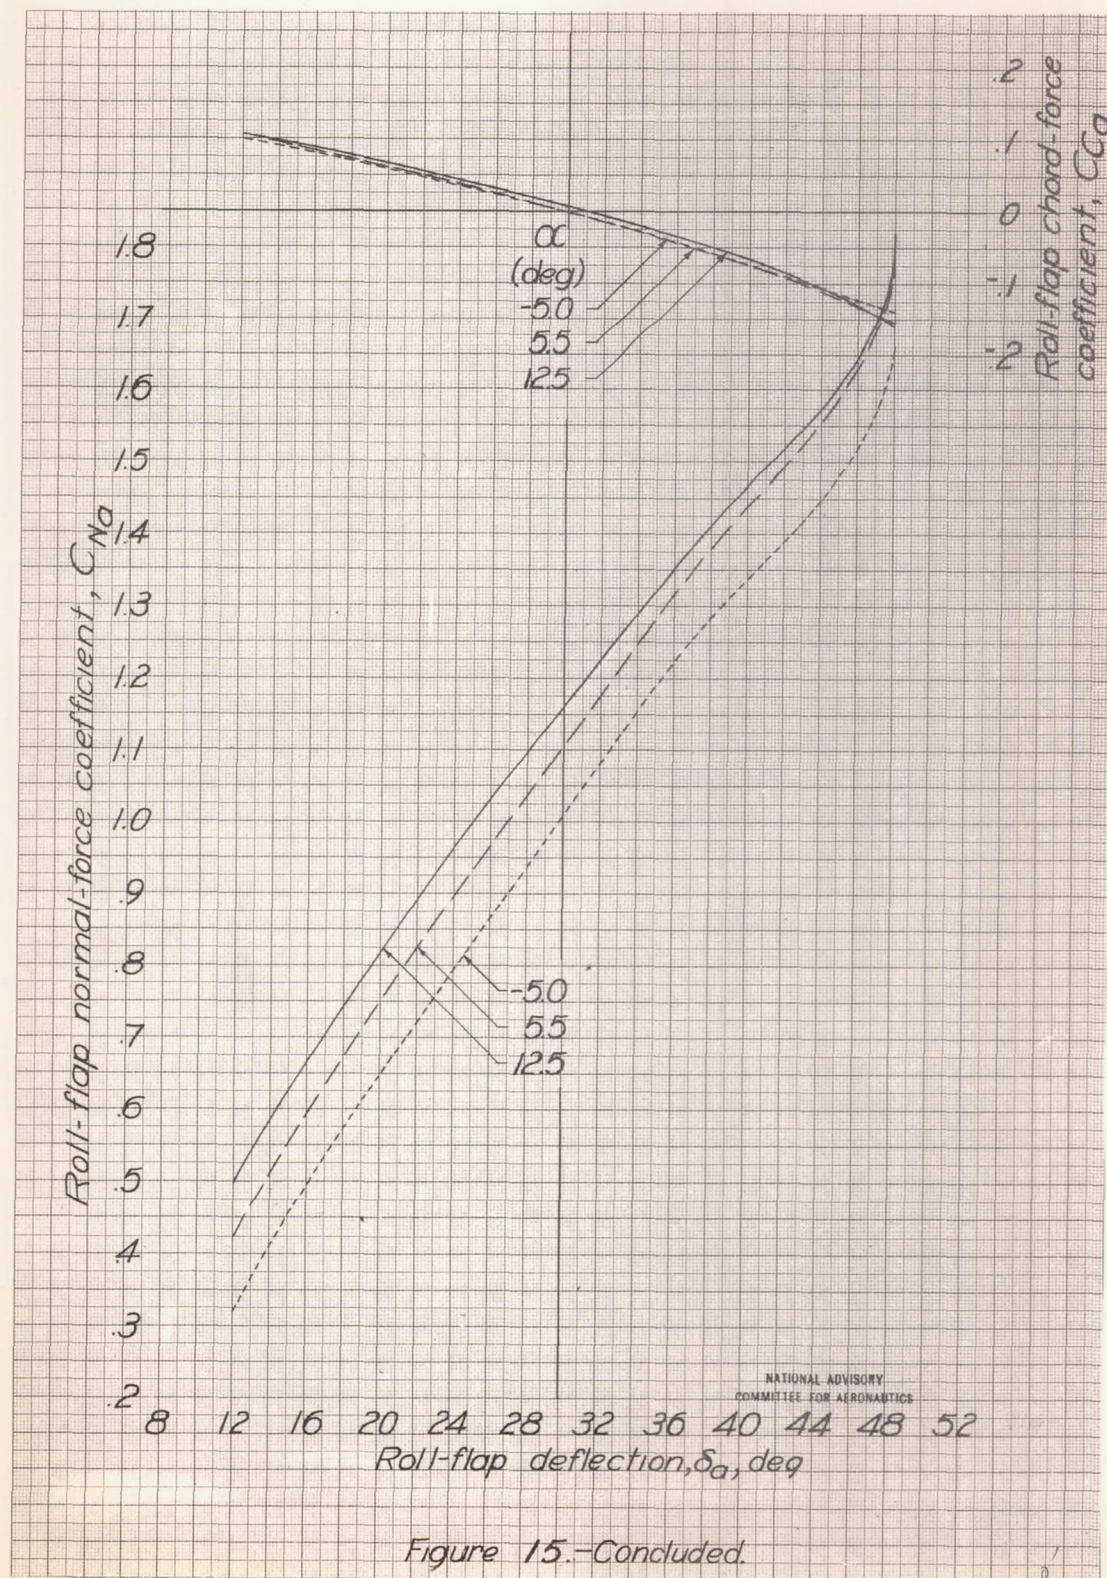 .2
.1
0
-.1
-.2
Roll-flap chord-force
coefficient, CCa
α
(deg)
-5.0
5.5
12.5
1.8
1.7
1.6
1.5
1.4
1.3
1.2
1.1
1.0
.9
.8
.7
.6
.5
.4
.3
.2
Roll-flap normal-force coefficient, CNa
-5.0
5.5
12.5
NATIONAL ADVISORY
COMMITTEE FOR AERONAUTICS
8 12 16 20 24 28 32 36 40 44 48 52
Roll-flap deflection, δa, deg
Figure 15.-Concluded.